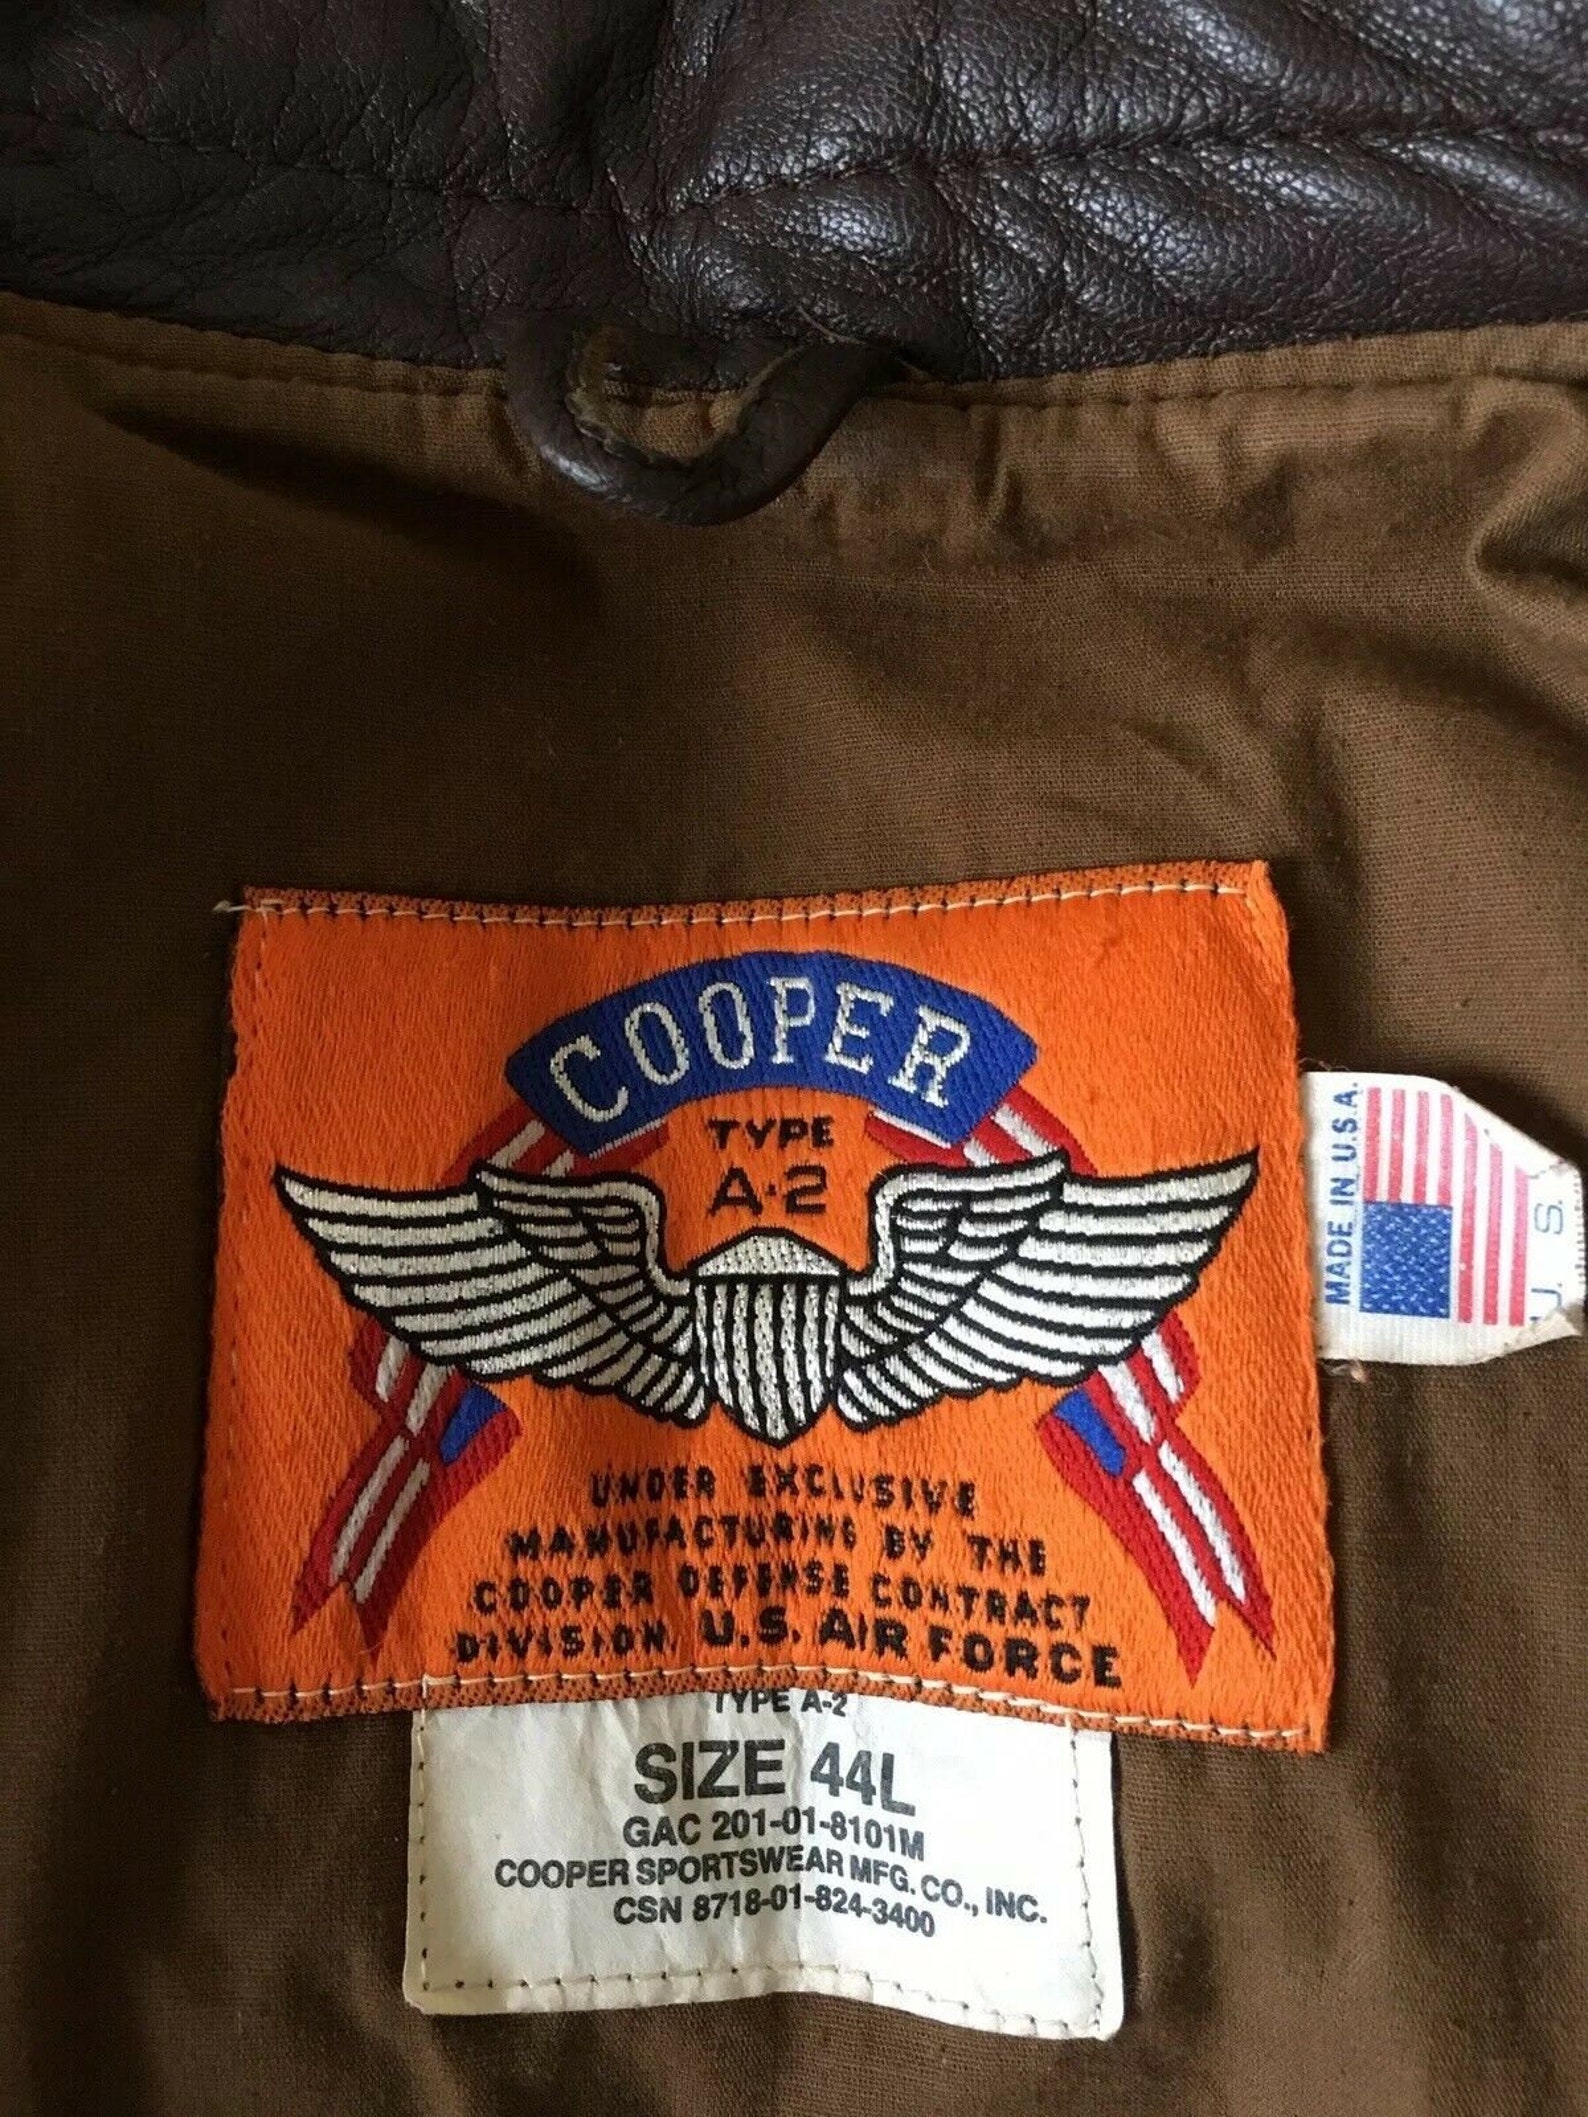 COOPER
TYPE
A-2
UNDER EXCLUSIVE
MANUFACTURING BY THE
COOPER DEFENSE CONTRACT
DIVISION. U.S. AIR FORCE
TYPE A-2
SIZE 44L
GAC 201-01-8101M
COOPER SPORTSWEAR MFG. CO., INC.
CSN 8718-01-824-3400
MADE IN U.S.A.
U. S.